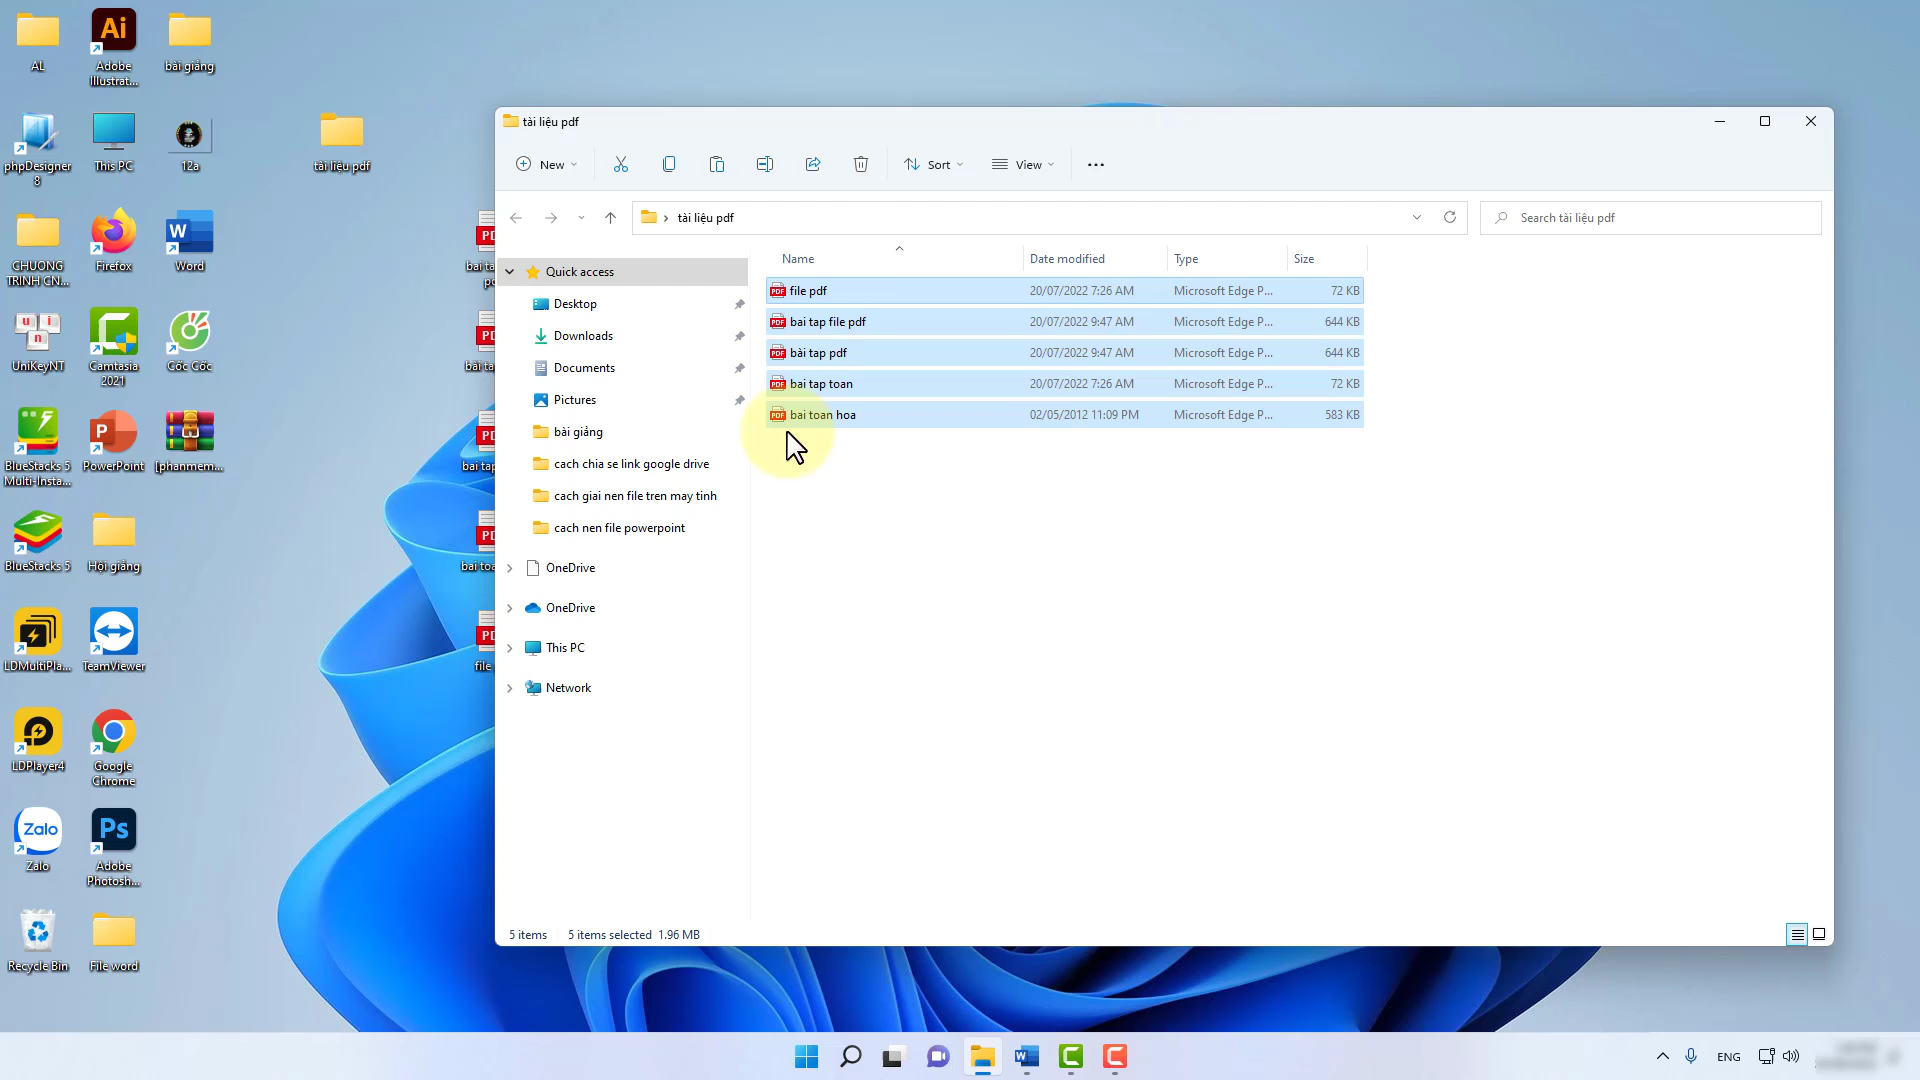 AL
Adobe
Illustrat...
bài giảng
phpDesigner
8
This PC
12a
tài liệu pdf
CHUONG
TRINH CN...
Firefox
Word
UniKeyNT
Camtasia
2021
Cốc Cốc
BlueStacks 5
Multi-Insta...
PowerPoint
[phanmem...
BlueStacks 5
Hội giảng
LDMultiPla...
TeamViewer
LDPlayer4
Google
Chrome
Zalo
Adobe
Photosh...
Recycle Bin
File word
tài liệu pdf
New
Sort
View
tài liệu pdf
Search tài liệu pdf
Quick access
Desktop
Downloads
Documents
Pictures
bài giảng
cach chia se link google drive
cach giai nen file tren may tinh
cach nen file powerpoint
OneDrive
OneDrive
This PC
Network
Name Date modified Type Size
file pdf 20/07/2022 7:26 AM Microsoft Edge P... 72 KB
bai tap file pdf 20/07/2022 9:47 AM Microsoft Edge P... 644 KB
bài tap pdf 20/07/2022 9:47 AM Microsoft Edge P... 644 KB
bai tap toan 20/07/2022 7:26 AM Microsoft Edge P... 72 KB
bai toan hoa 02/05/2012 11:09 PM Microsoft Edge P... 583 KB
5 items 5 items selected 1.96 MB
ENG